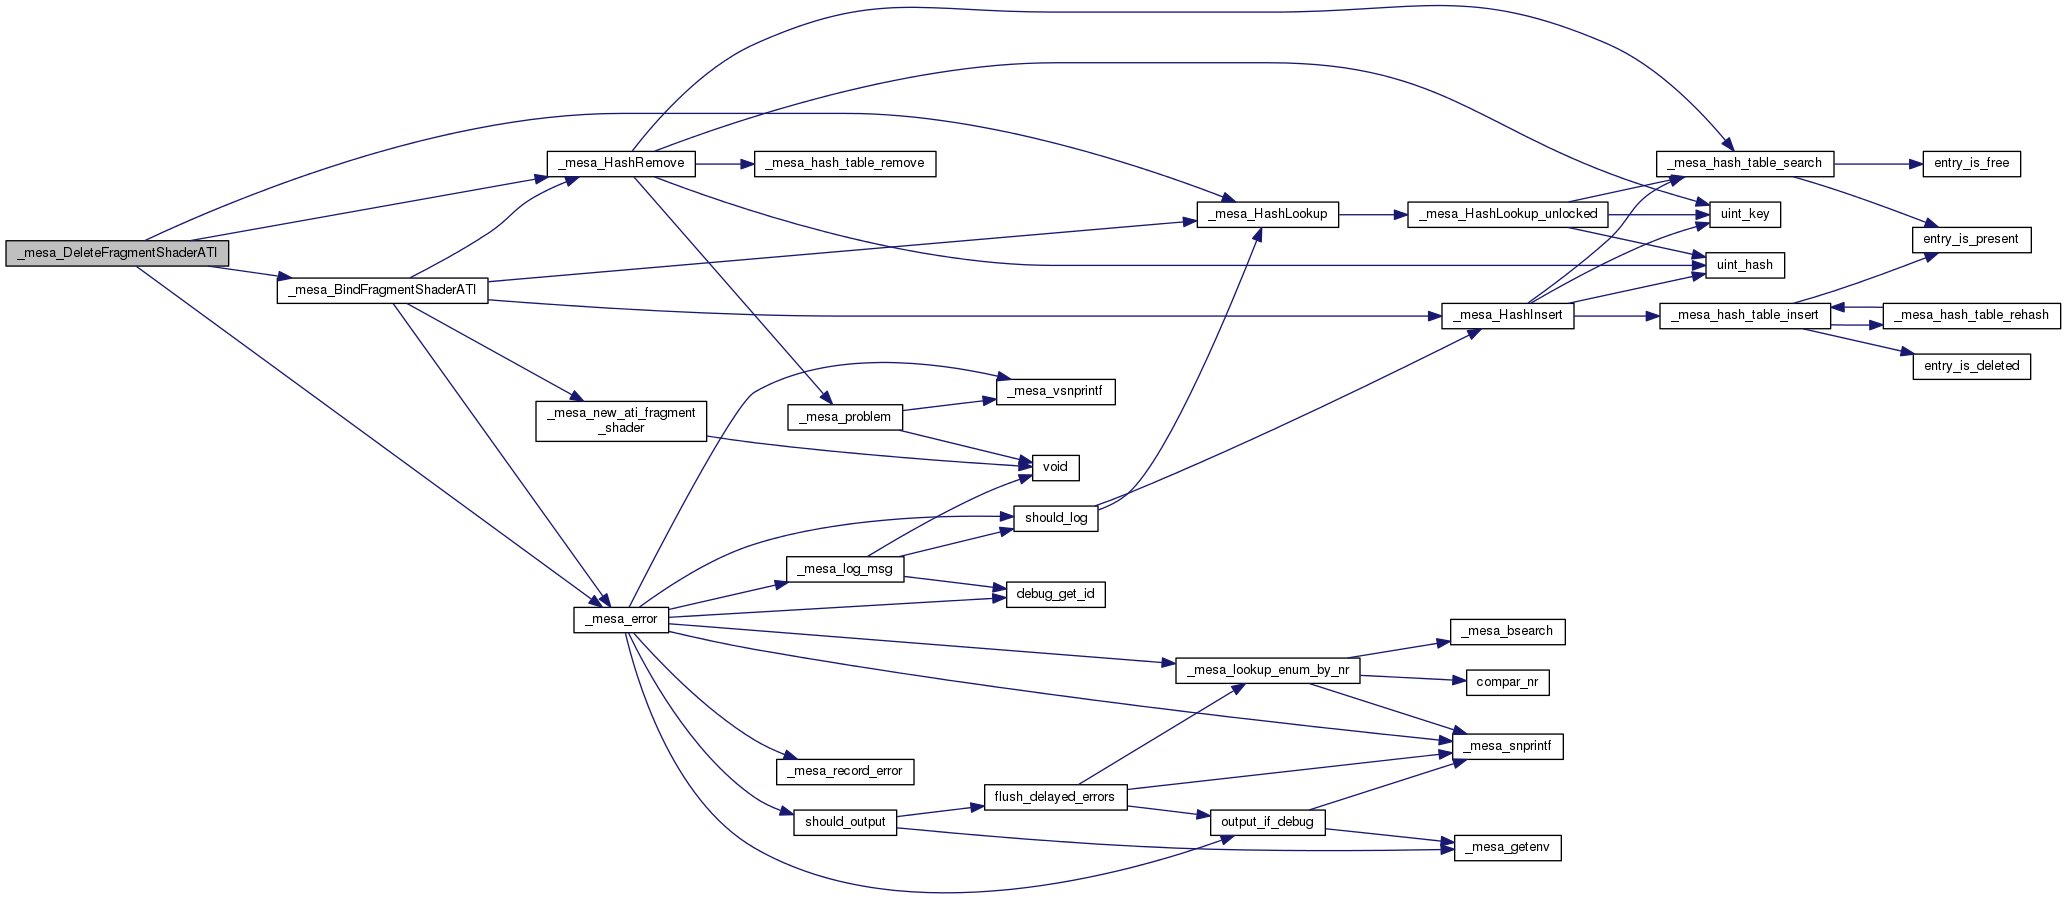 _mesa_DeleteFragmentShaderATI
_mesa_BindFragmentShaderATI
_mesa_HashRemove
_mesa_hash_table_remove
_mesa_HashLookup
_mesa_HashLookup_unlocked
_mesa_hash_table_search
entry_is_free
uint_key
entry_is_present
uint_hash
_mesa_HashInsert
_mesa_hash_table_insert
_mesa_hash_table_rehash
entry_is_deleted
_mesa_vsnprintf
_mesa_problem
_mesa_new_ati_fragment
_shader
void
should_log
_mesa_log_msg
debug_get_id
_mesa_error
_mesa_bsearch
_mesa_lookup_enum_by_nr
compar_nr
_mesa_snprintf
_mesa_record_error
flush_delayed_errors
should_output
output_if_debug
_mesa_getenv